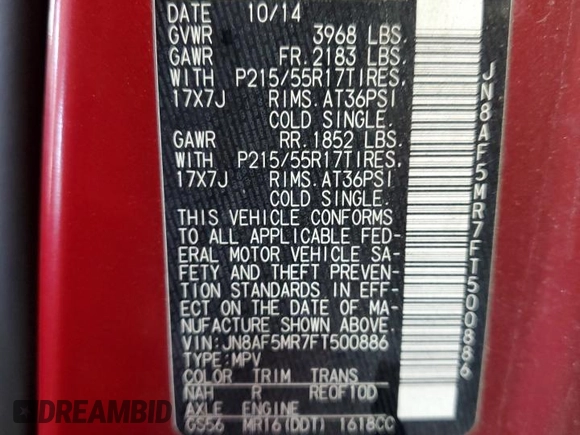 DATE 10/14
GVWR 3968 LBS.
GAWR FR. 2183 LBS.
WITH P215/55R17TIRES,
17X7J RIMS. AT36PSI
COLD SINGLE.
GAWR RR. 1852 LBS.
WITH P215/55R17TIRES,
17X7J RIMS. AT36PSI
COLD SINGLE.
THIS VEHICLE CONFORMS
TO ALL APPLICABLE FED-
ERAL MOTOR VEHICLE SA-
FETY AND THEFT PREVEN-
TION STANDARDS IN EFF-
ECT ON THE DATE OF MA-
NUFACTURE SHOWN ABOVE.
VIN: JN8AF5MR7FT500886
TYPE: MPV
COLOR TRIM TRANS
NAH R RE0F10D
AXLE ENGINE
GS56 MR16(DDT) 1618CC
JN8AF5MR7FT500886
DREAMBID